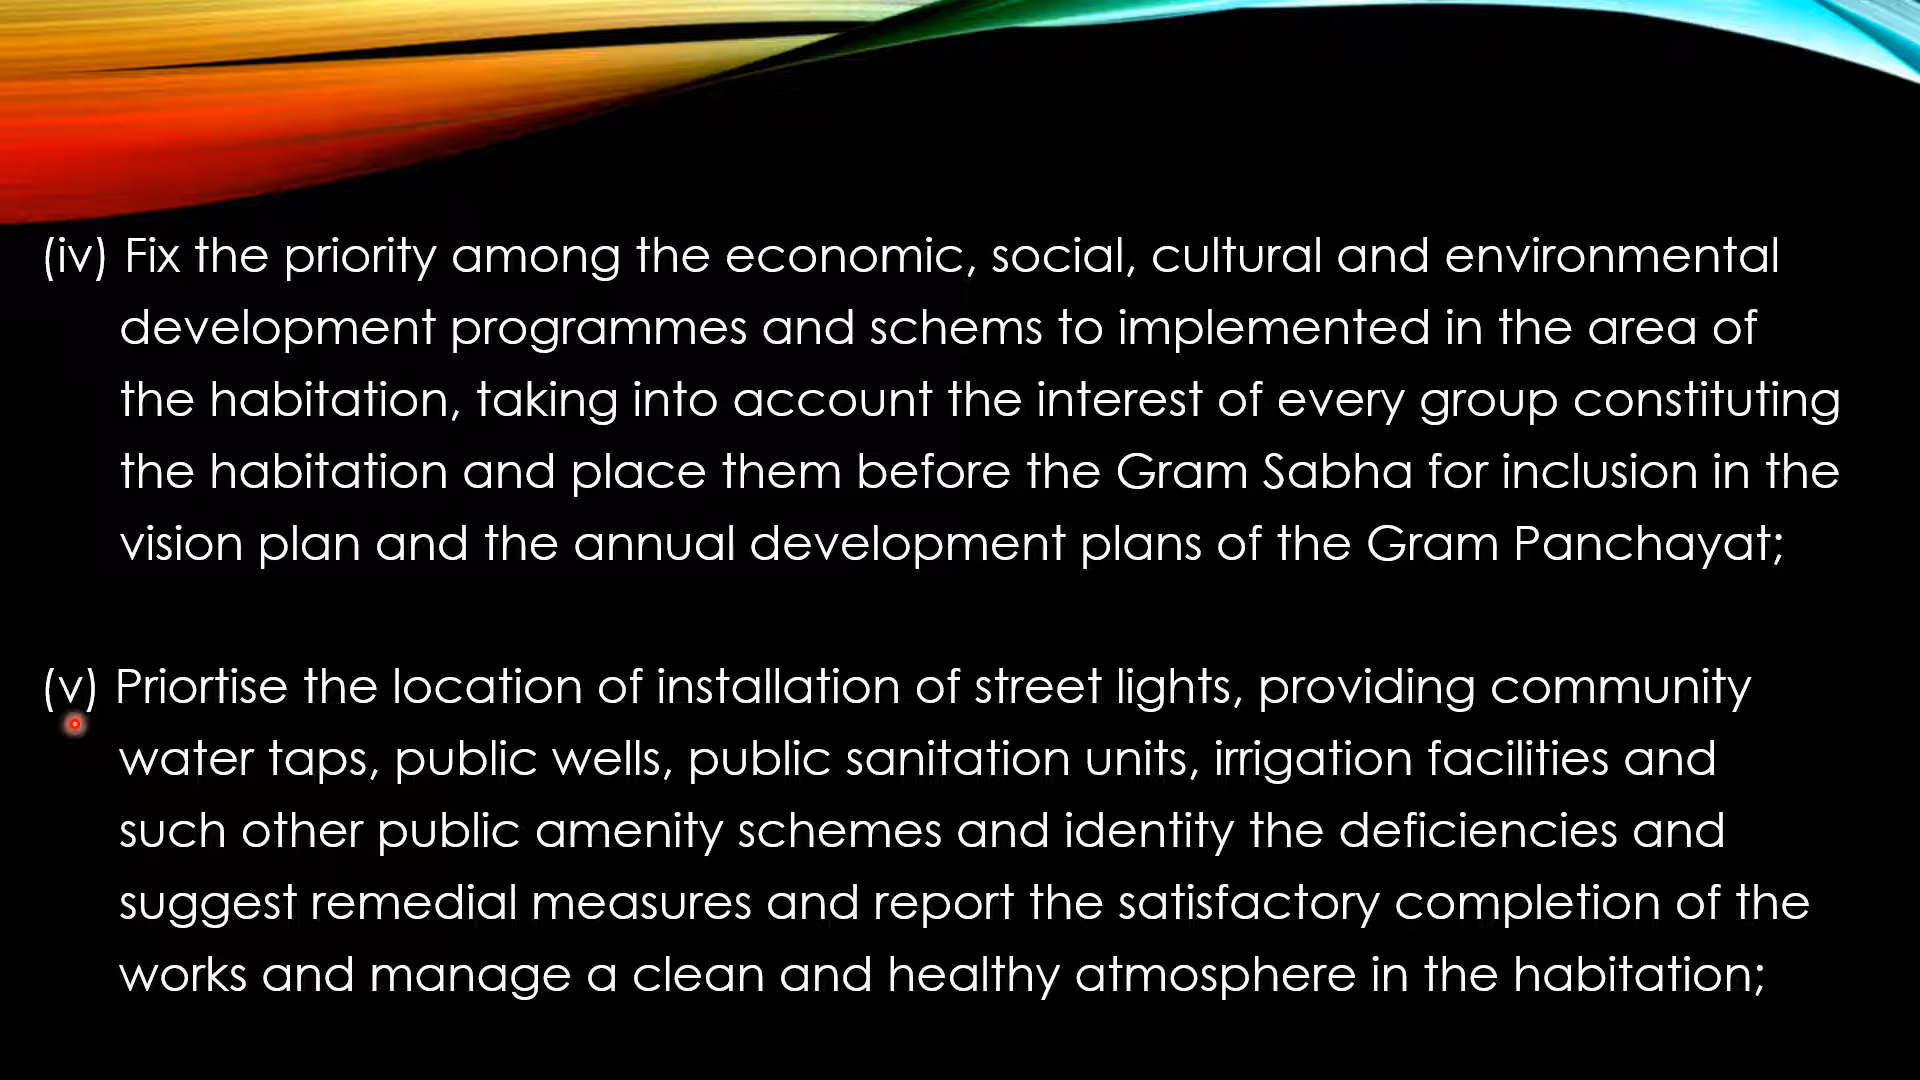 (iv) Fix the priority among the economic, social, cultural and environmental
development programmes and schems to implemented in the area of
the habitation, taking into account the interest of every group constituting
the habitation and place them before the Gram Sabha for inclusion in the
vision plan and the annual development plans of the Gram Panchayat;
(v) Priortise the location of installation of street lights, providing community
water taps, public wells, public sanitation units, irrigation facilities and
such other public amenity schemes and identity the deficiencies and
suggest remedial measures and report the satisfactory completion of the
works and manage a clean and healthy atmosphere in the habitation;